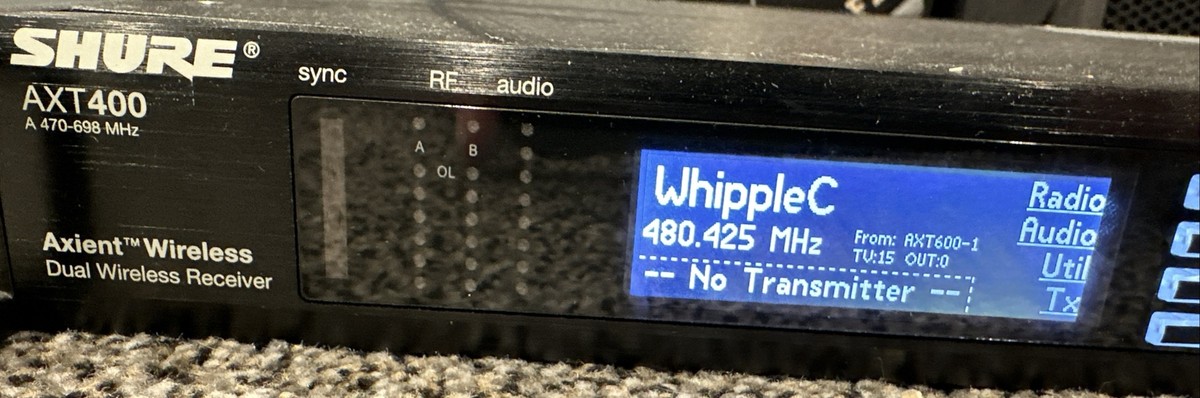 SHURE®
AXT400
A 470-698 MHz
Axient™ Wireless
Dual Wireless Receiver
sync RF audio
A B
OL
WhippleC
480.425 MHz
From: AXT600-1
TV:15 OUT:0
-- No Transmitter --
Radio
Audio
Util
Tx